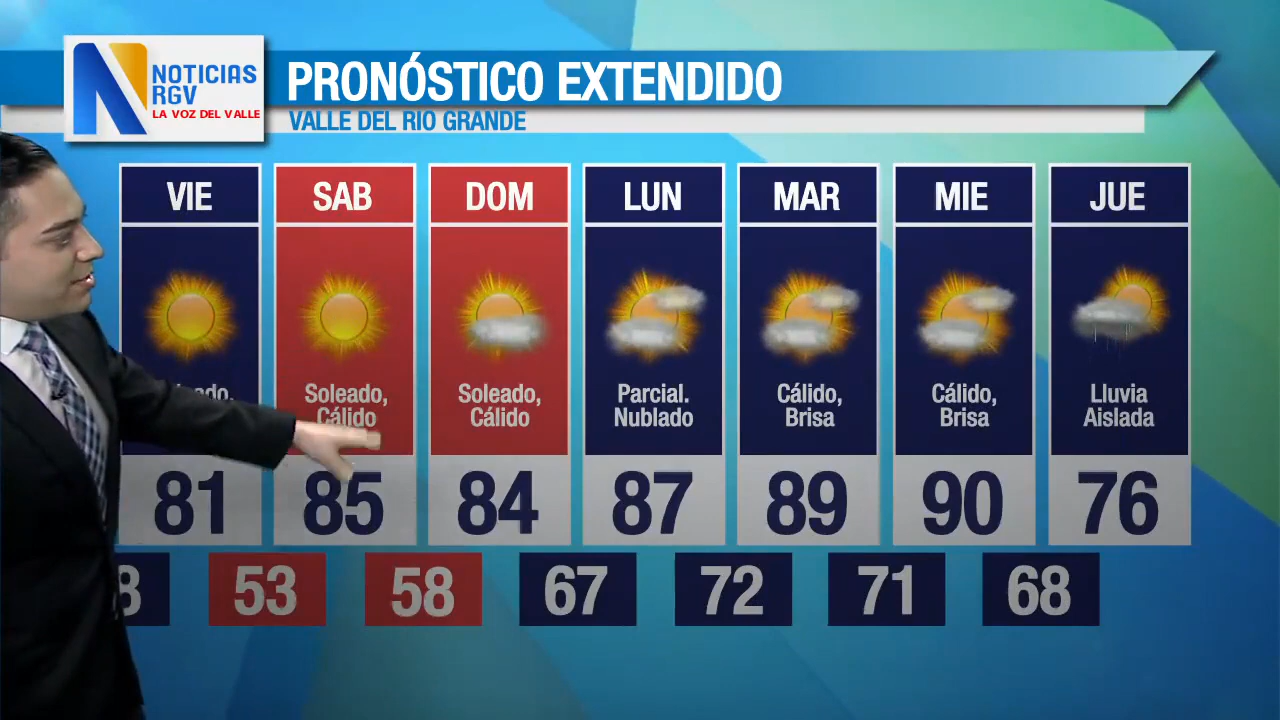 NOTICIAS
RGV
LA VOZ DEL VALLE
PRONÓSTICO EXTENDIDO
VALLE DEL RIO GRANDE
VIE SAB DOM LUN MAR MIE JUE
Soleado, Soleado, Parcial. Cálido, Cálido, Lluvia
Cálido Cálido Nublado Brisa Brisa Aislada
81 85 84 87 89 90 76
53 58 67 72 71 68